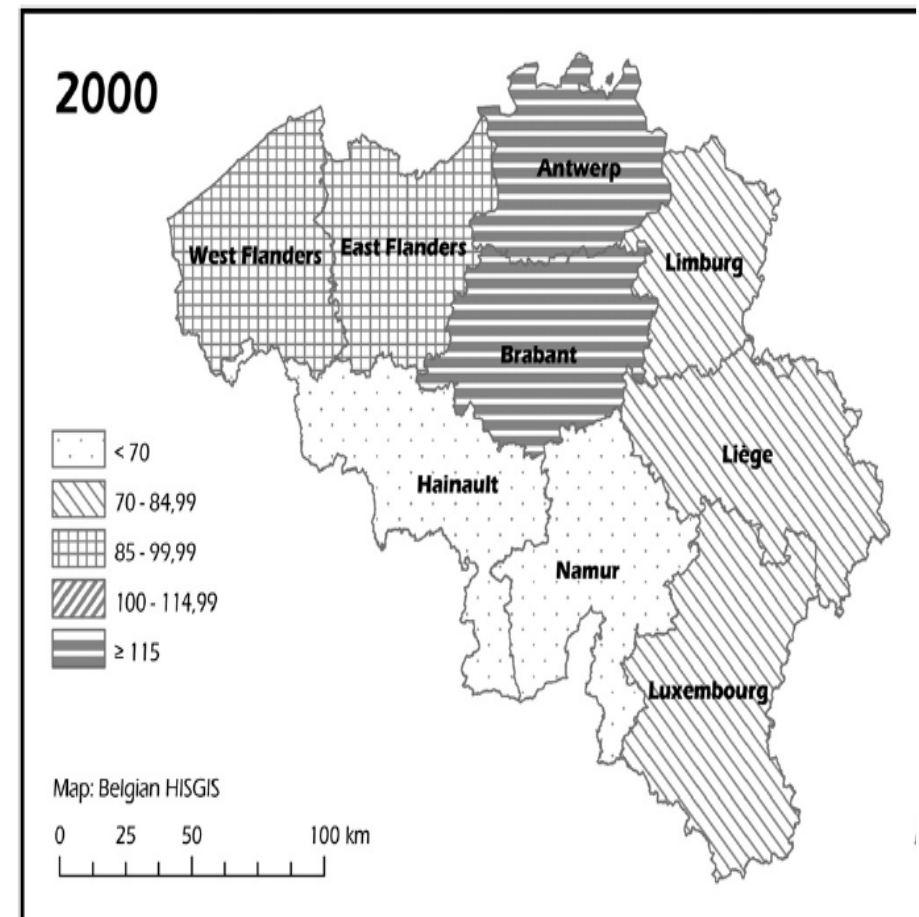 2000
Antwerp
West Flanders
East Flanders
Limburg
Brabant
< 70
70 - 84,99
85 - 99,99
100 - 114,99
≥ 115
Liège
Hainault
Namur
Luxembourg
Map: Belgian HISGIS
0 25 50 100 km